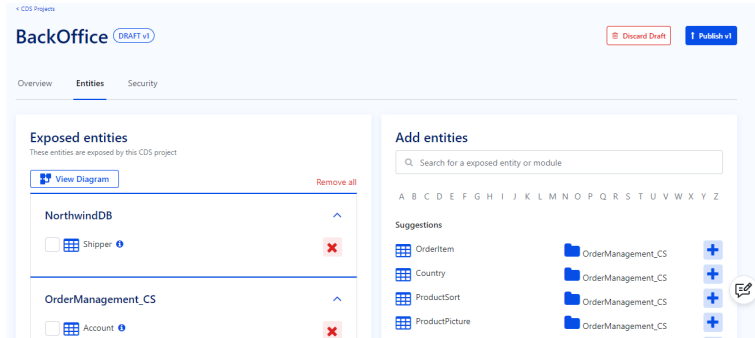 < CDS Projects
BackOffice DRAFT v1
Discard Draft
Publish v1
Overview Entities Security
Exposed entities
These entities are exposed by this CDS project
View Diagram
Remove all
NorthwindDB
Shipper
OrderManagement_CS
Account
Add entities
Search for a exposed entity or module
A B C D E F G H I J K L M N O P Q R S T U V W X Y Z
Suggestions
OrderItem OrderManagement_CS
Country OrderManagement_CS
ProductSort OrderManagement_CS
ProductPicture OrderManagement_CS